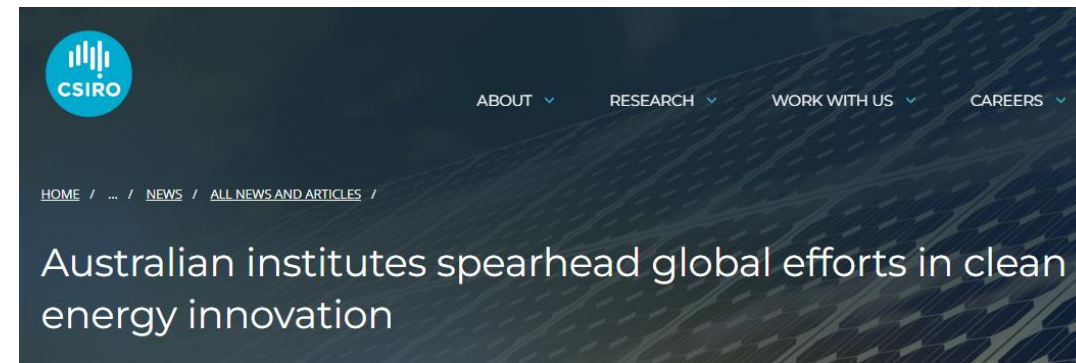 CSIRO
ABOUT RESEARCH WORK WITH US CAREERS
HOME / ... / NEWS / ALL NEWS AND ARTICLES /
Australian institutes spearhead global efforts in clean
energy innovation